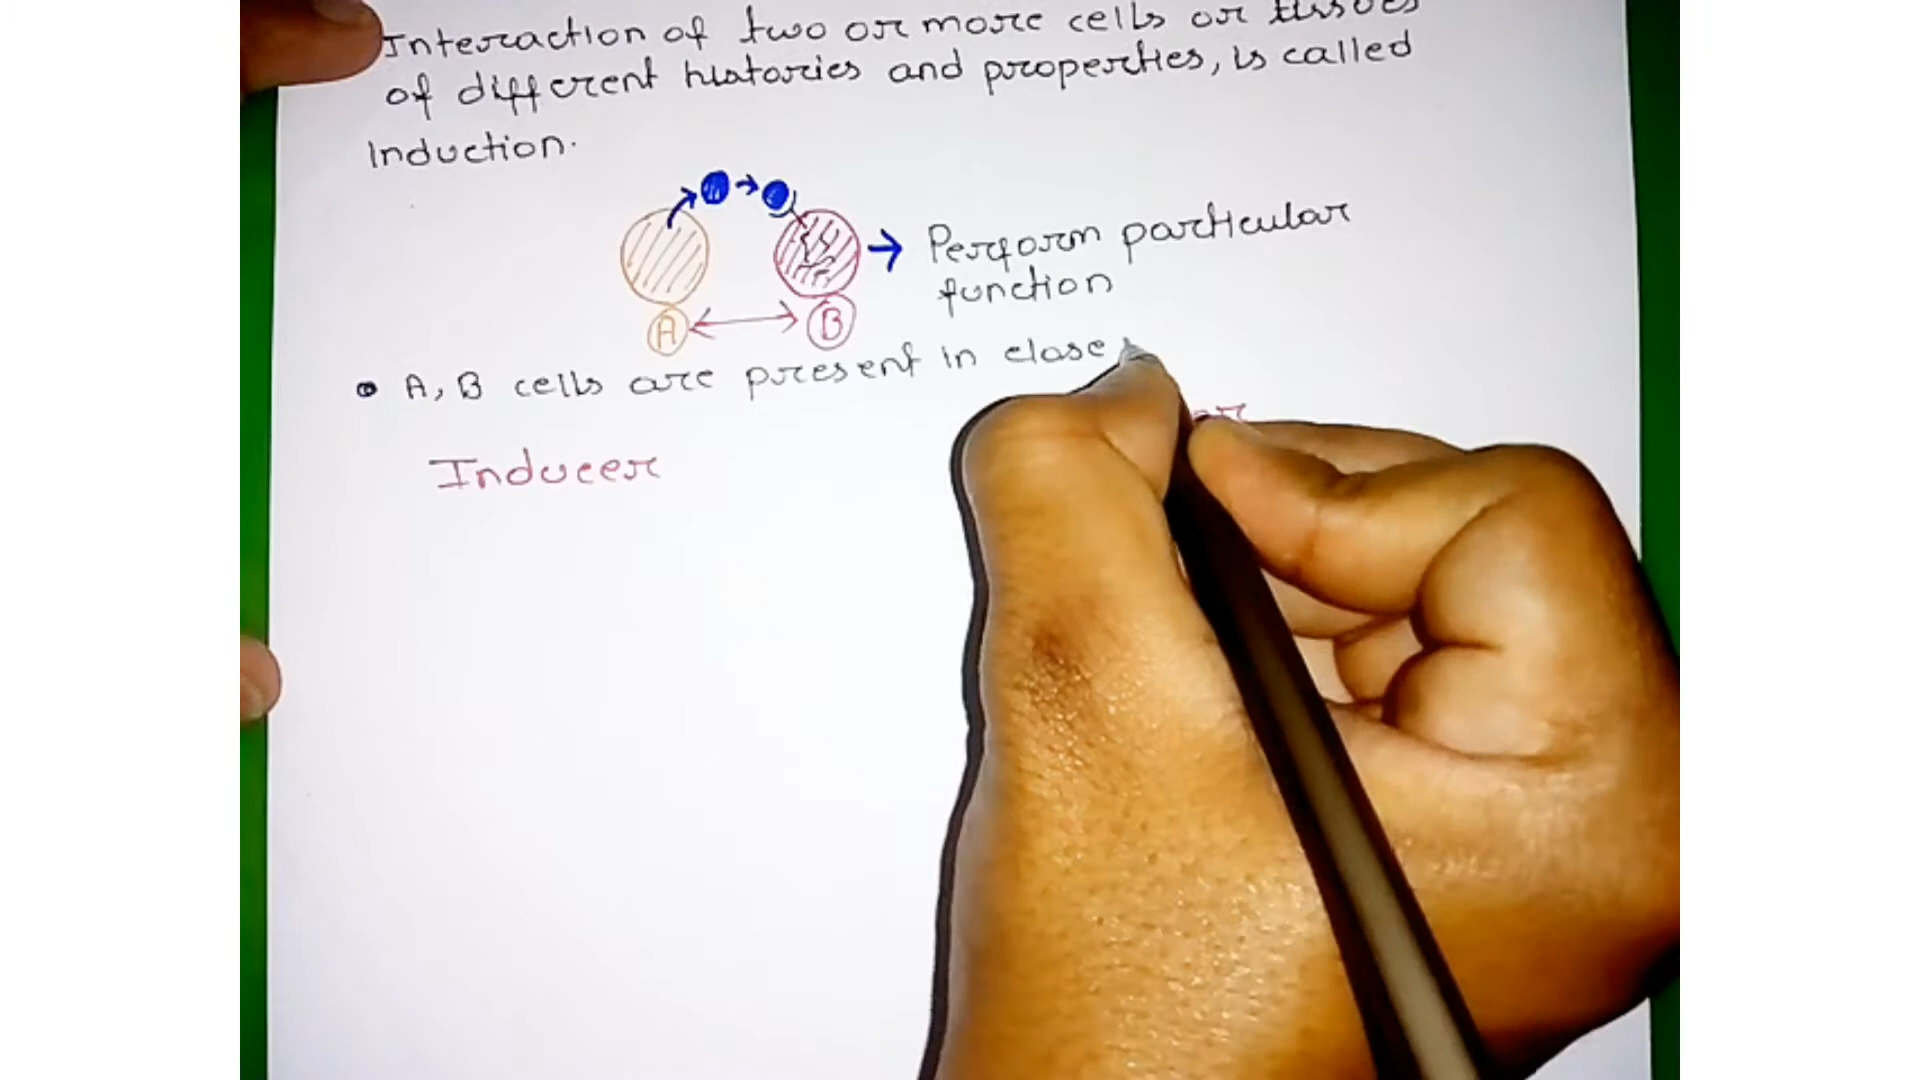 Interaction of two or more cells or tissues
of different histories and properties, is called
Induction.
→ Perform particular
function
A
B
• A, B cells are present in close
Inducer